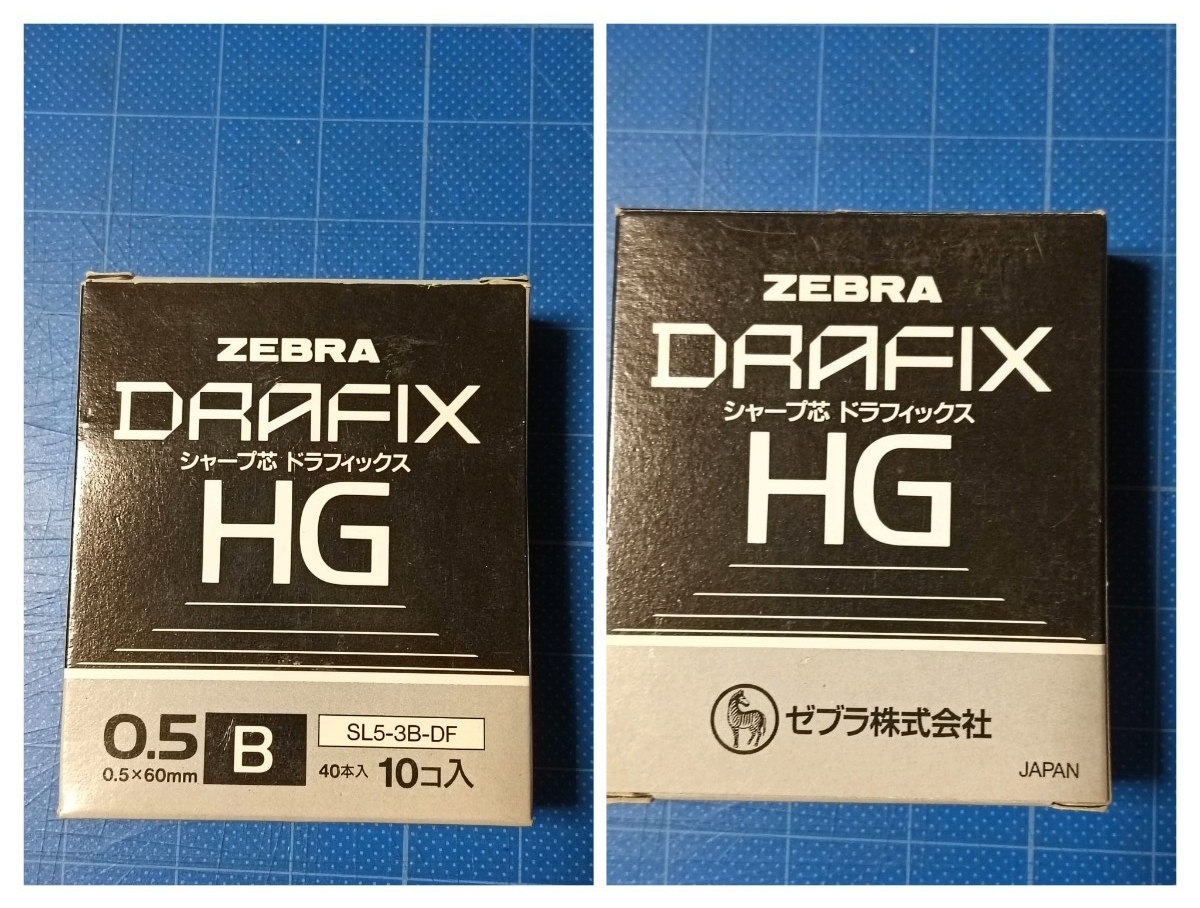 ZEBRA
DRAFIX
シャープ芯 ドラフィックス
HG
0.5 B SL5-3B-DF
0.5×60mm 40本入 10コ入
ZEBRA
DRAFIX
シャープ芯 ドラフィックス
HG
ゼブラ株式会社
JAPAN